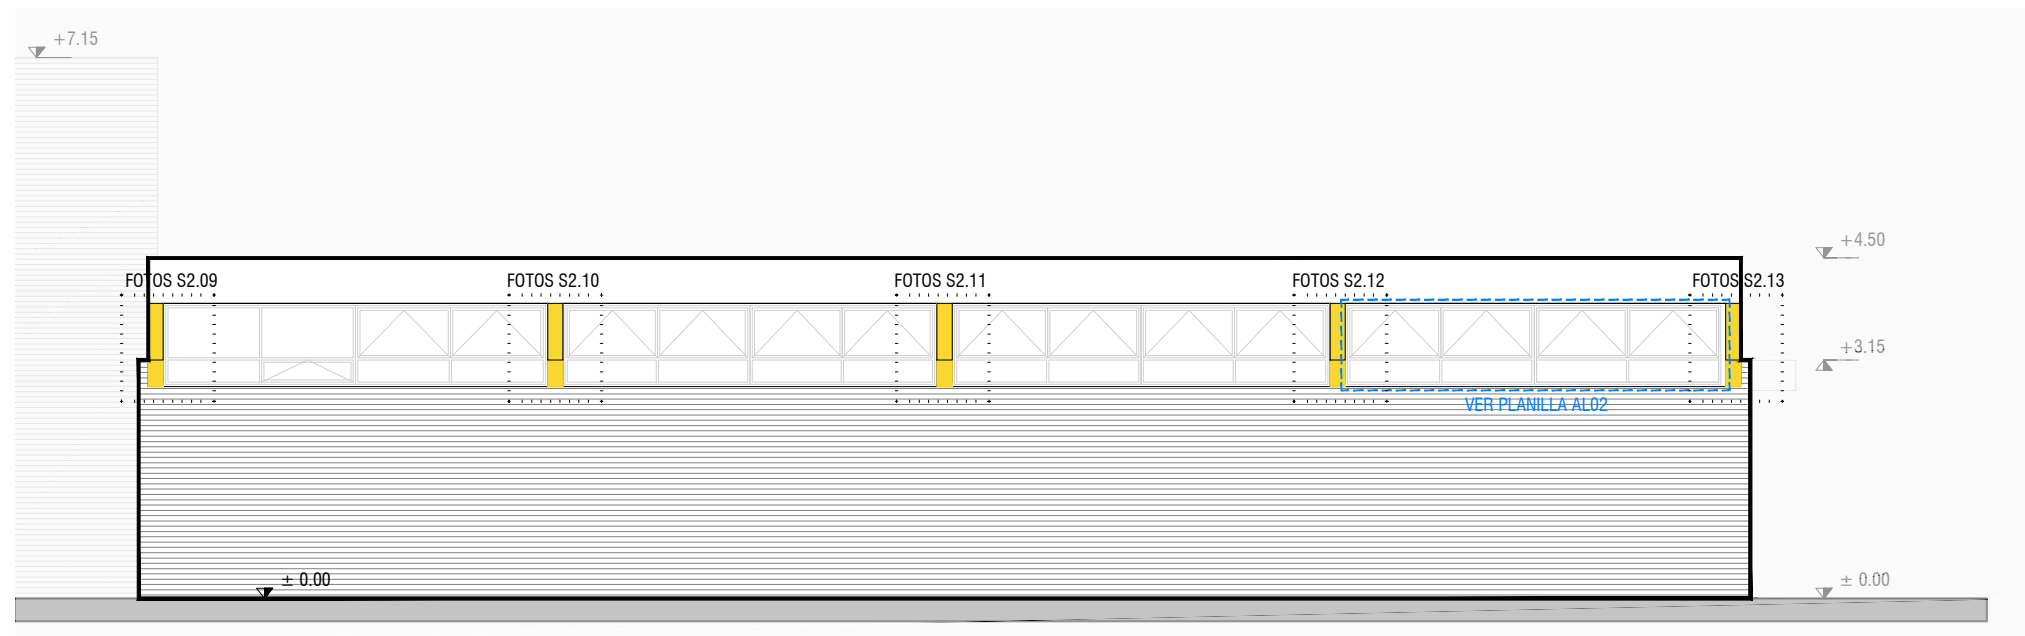 +7.15
+4.50
FOTOS S2.09
FOTOS S2.10
FOTOS S2.11
FOTOS S2.12
FOTOS S2.13
+3.15
VER PLANILLA AL02
± 0.00
± 0.00